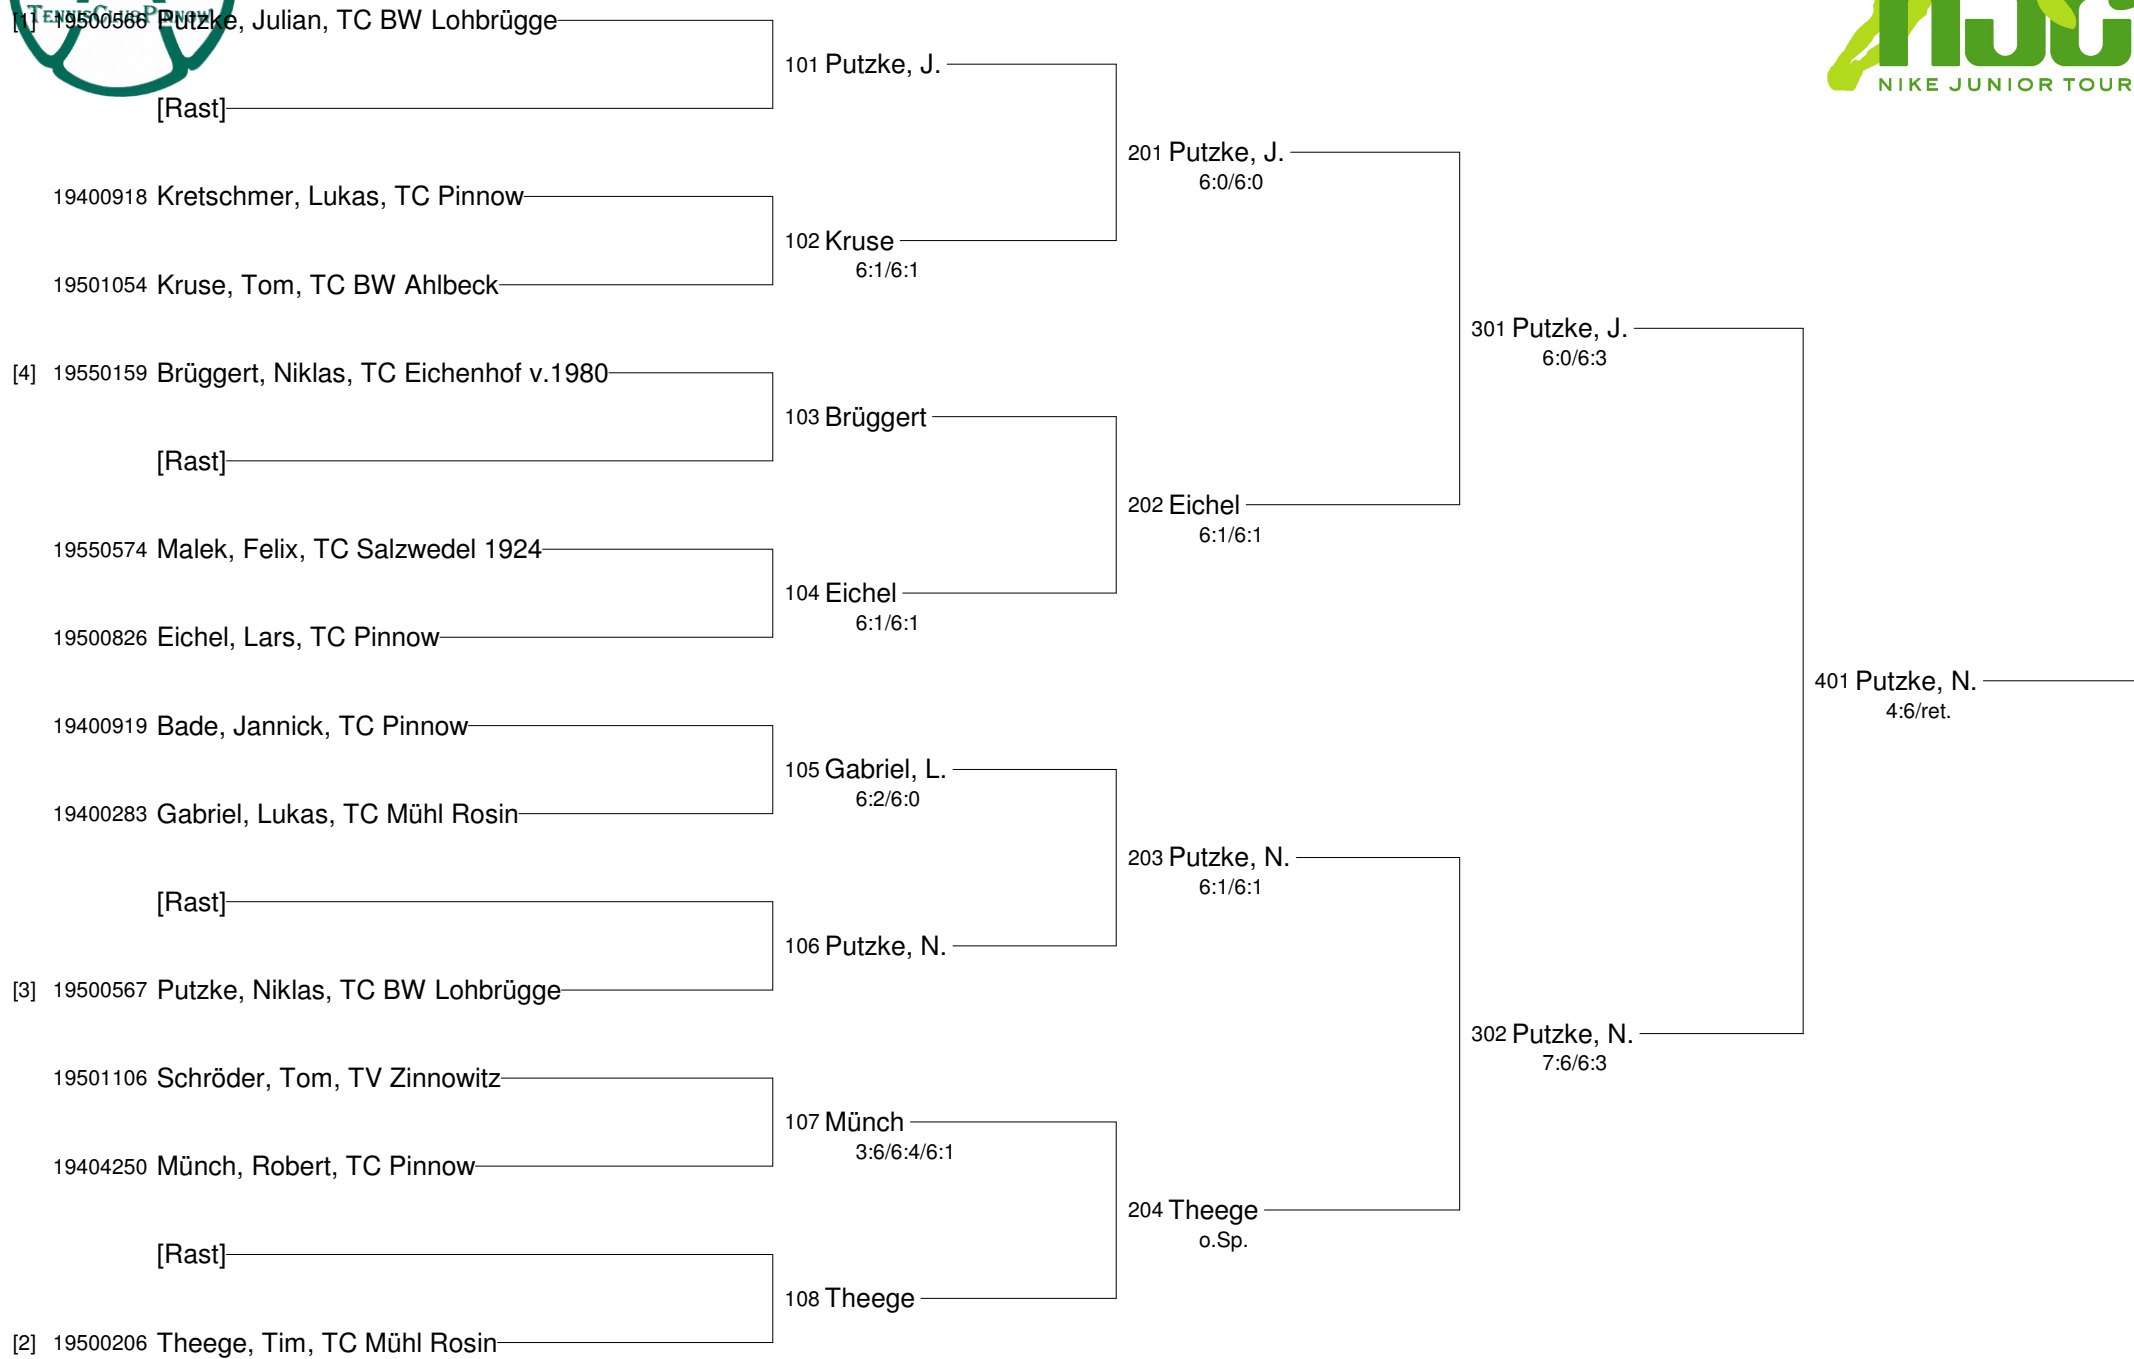 TENNISCLUB PINNOW
[1] 19500566 Putzke, Julian, TC BW Lohbrügge
101 Putzke, J.
NIKE JUNIOR TOUR
[Rast]
201 Putzke, J.
6:0/6:0
19400918 Kretschmer, Lukas, TC Pinnow
102 Kruse
6:1/6:1
19501054 Kruse, Tom, TC BW Ahlbeck
301 Putzke, J.
6:0/6:3
[4] 19550159 Brüggert, Niklas, TC Eichenhof v.1980
103 Brüggert
[Rast]
202 Eichel
6:1/6:1
19550574 Malek, Felix, TC Salzwedel 1924
104 Eichel
6:1/6:1
19500826 Eichel, Lars, TC Pinnow
401 Putzke, N.
4:6/ret.
19400919 Bade, Jannick, TC Pinnow
105 Gabriel, L.
6:2/6:0
19400283 Gabriel, Lukas, TC Mühl Rosin
203 Putzke, N.
6:1/6:1
[Rast]
106 Putzke, N.
[3] 19500567 Putzke, Niklas, TC BW Lohbrügge
302 Putzke, N.
7:6/6:3
19501106 Schröder, Tom, TV Zinnowitz
107 Münch
3:6/6:4/6:1
19404250 Münch, Robert, TC Pinnow
204 Theege
o.Sp.
[Rast]
108 Theege
[2] 19500206 Theege, Tim, TC Mühl Rosin